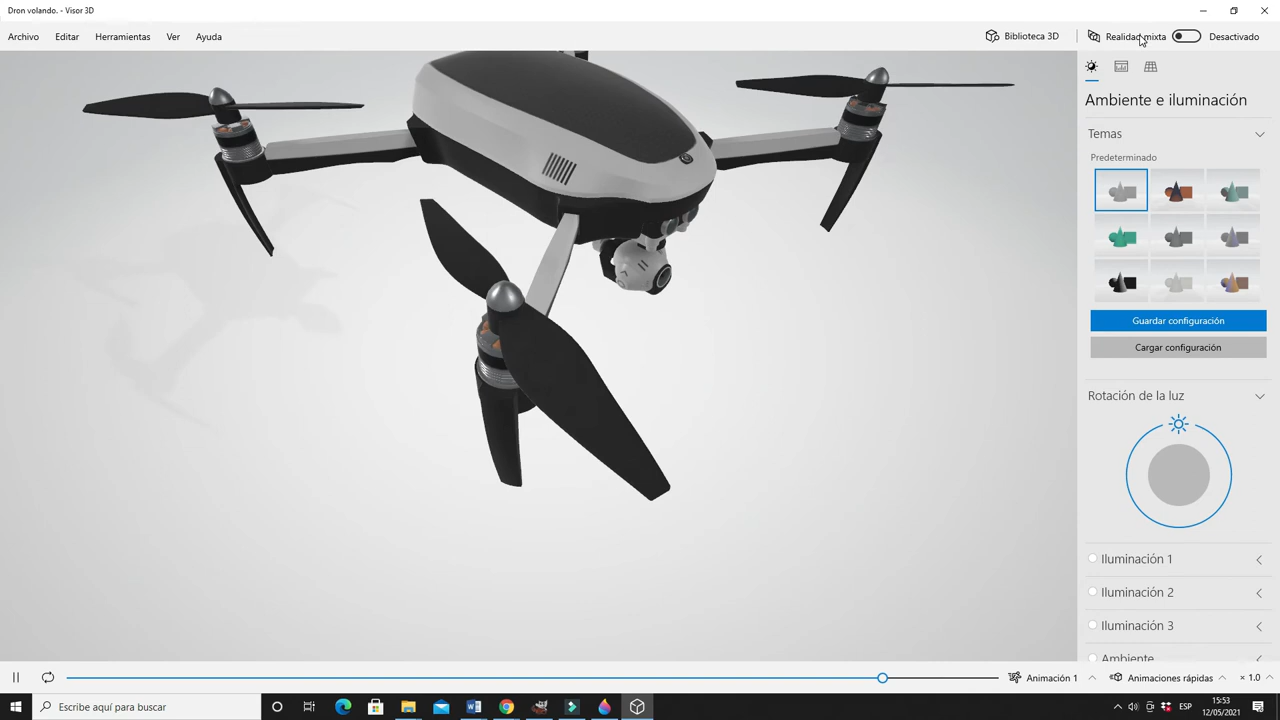 Dron volando. - Visor 3D
Archivo Editar Herramientas Ver Ayuda Biblioteca 3D Realidad mixta Desactivado
Ambiente e iluminación
Temas
Predeterminado
Guardar configuración
Cargar configuración
Rotación de la luz
Iluminación 1
Iluminación 2
Iluminación 3
Ambiente
Animación 1 Animaciones rápidas × 1.0
Escribe aquí para buscar ESP 15:53
12/05/2021